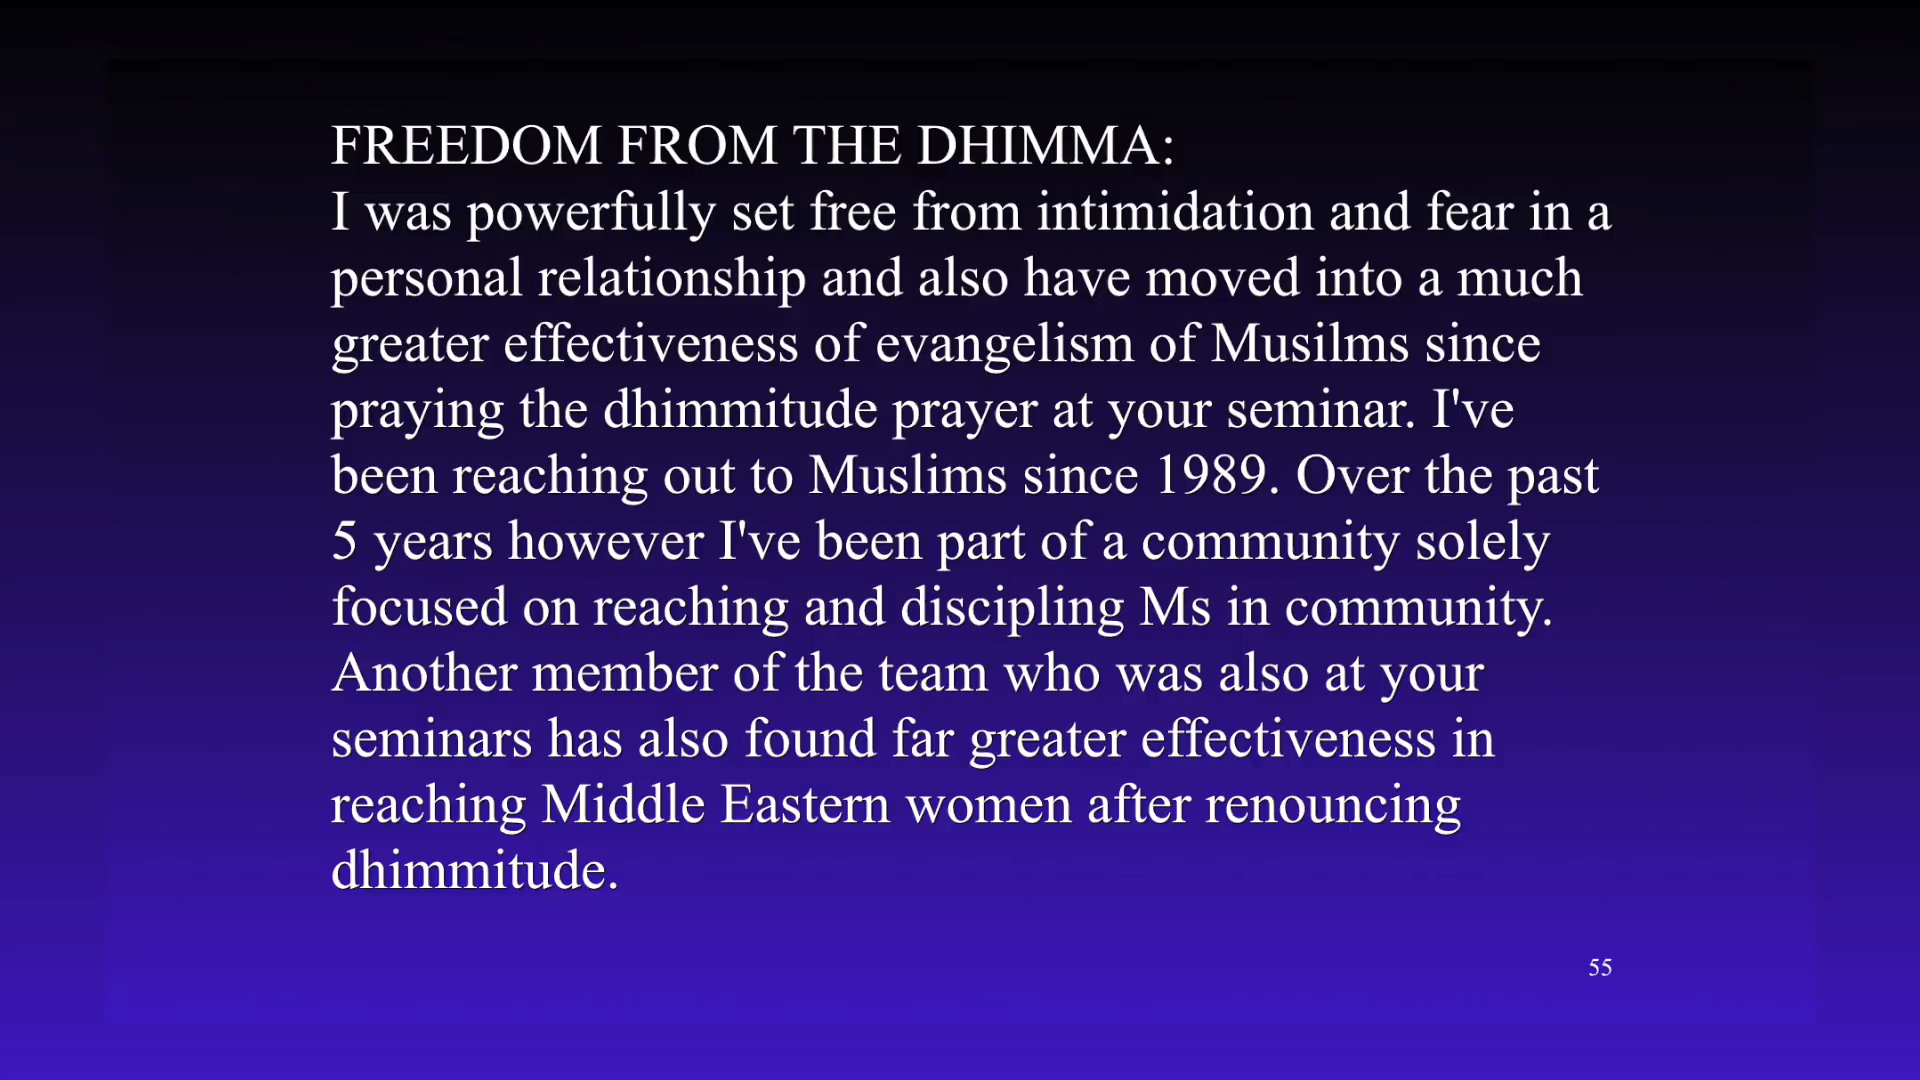 FREEDOM FROM THE DHIMMA:
I was powerfully set free from intimidation and fear in a
personal relationship and also have moved into a much
greater effectiveness of evangelism of Musilms since
praying the dhimmitude prayer at your seminar. I've
been reaching out to Muslims since 1989. Over the past
5 years however I've been part of a community solely
focused on reaching and discipling Ms in community.
Another member of the team who was also at your
seminars has also found far greater effectiveness in
reaching Middle Eastern women after renouncing
dhimmitude.
55